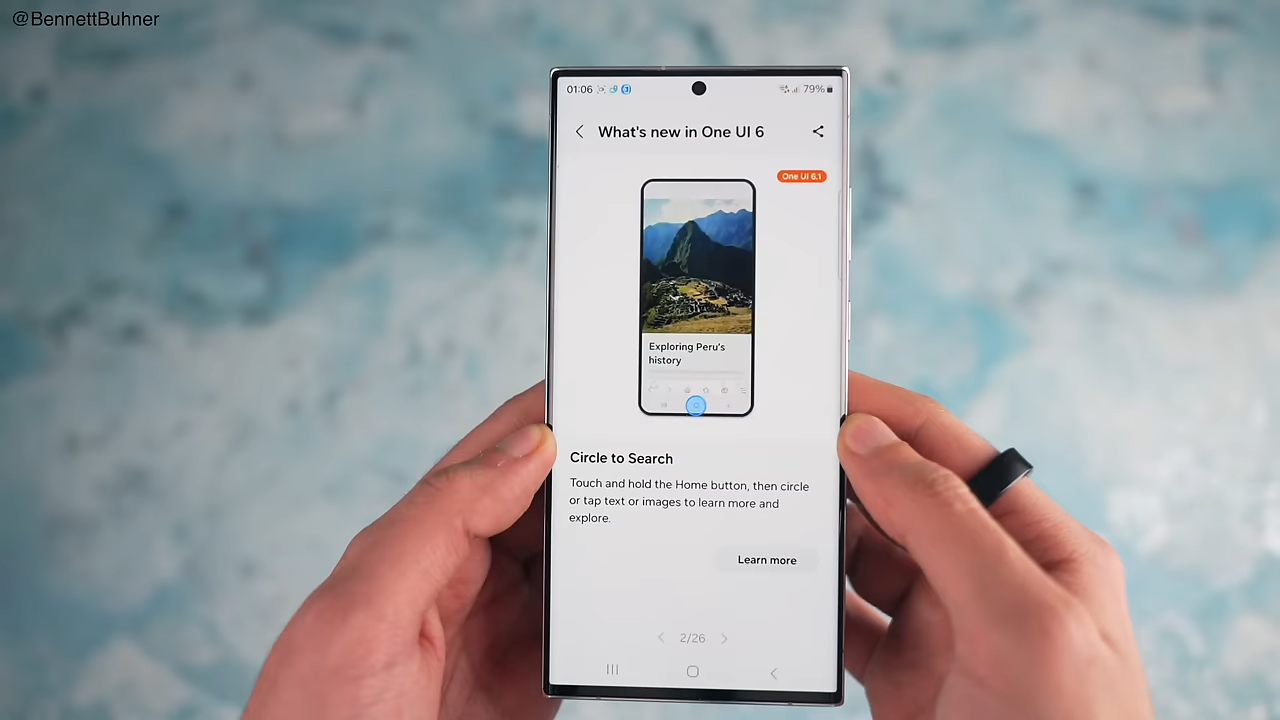 @BennettBuhner
01:06
79%
What's new in One UI 6
One UI 6.1
Exploring Peru's
history
Circle to Search
Touch and hold the Home button, then circle
or tap text or images to learn more and
explore.
Learn more
2/26